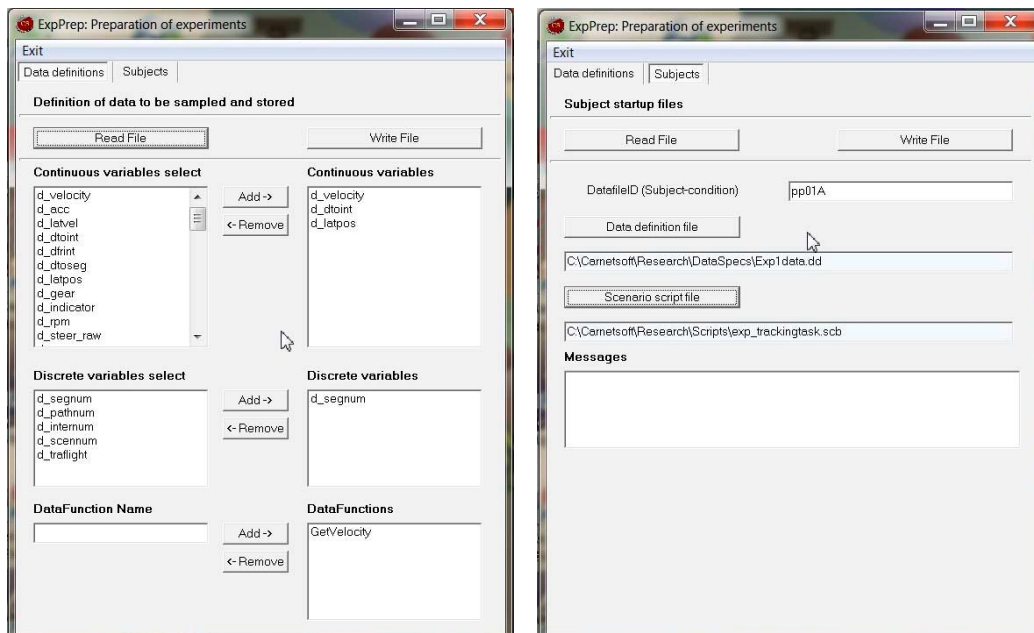 ExpPrep: Preparation of experiments
Exit
Data definitions Subjects
Definition of data to be sampled and stored
Read File Write File
Continuous variables select Continuous variables
d_velocity Add -> d_velocity
d_acc d_dtoint
d_latvel <- Remove d_latpos
d_dtoint
d_dfrint
d_dtoseg
d_latpos
d_gear
d_indicator
d_rpm
d_steer_raw
Discrete variables select Discrete variables
d_segnum Add -> d_segnum
d_pathnum
d_internum <- Remove
d_scennum
d_traflight
DataFunction Name DataFunctions
Add -> GetVelocity
<- Remove
ExpPrep: Preparation of experiments
Exit
Data definitions Subjects
Subject startup files
Read File Write File
DatafileID (Subject-condition) pp01A
Data definition file
C:\Carnetsoft\Research\DataSpecs\Exp1data.dd
Scenario script file
C:\Carnetsoft\Research\Scripts\exp_trackingtask.scb
Messages